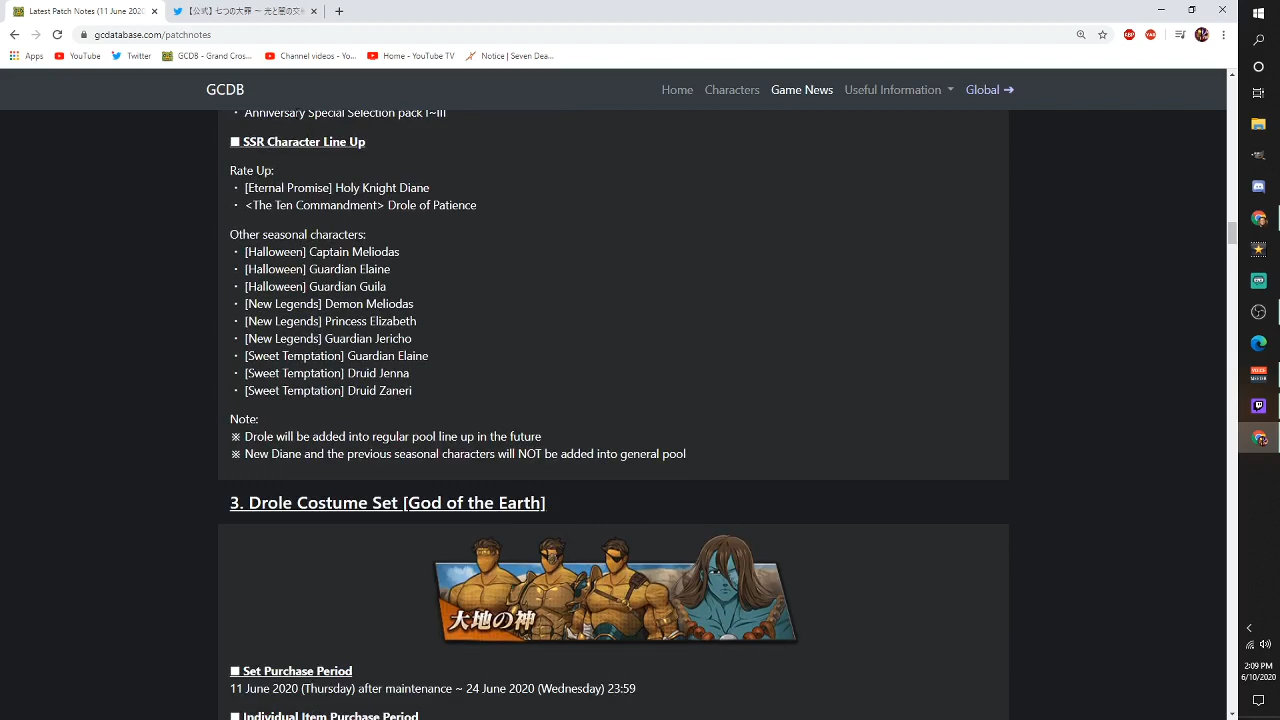 Latest Patch Notes (11 June 2020
【公式】七つの大罪 ～ 光と闇の交
gcdatabase.com/patchnotes
Apps
YouTube
Twitter
GCDB - Grand Cros...
Channel videos - Yo...
Home - YouTube TV
Notice | Seven Dea...
GCDB
Home
Characters
Game News
Useful Information
Global ➔
・ Anniversary Special Selection pack I~III
■ SSR Character Line Up
Rate Up:
・ [Eternal Promise] Holy Knight Diane
・ <The Ten Commandment> Drole of Patience
Other seasonal characters:
・ [Halloween] Captain Meliodas
・ [Halloween] Guardian Elaine
・ [Halloween] Guardian Guila
・ [New Legends] Demon Meliodas
・ [New Legends] Princess Elizabeth
・ [New Legends] Guardian Jericho
・ [Sweet Temptation] Guardian Elaine
・ [Sweet Temptation] Druid Jenna
・ [Sweet Temptation] Druid Zaneri
Note:
※ Drole will be added into regular pool line up in the future
※ New Diane and the previous seasonal characters will NOT be added into general pool
3. Drole Costume Set [God of the Earth]
大地の神
■ Set Purchase Period
11 June 2020 (Thursday) after maintenance ~ 24 June 2020 (Wednesday) 23:59
■ Individual Item Purchase Period
ABP
VOICE
MEETER
2:09 PM
6/10/2020